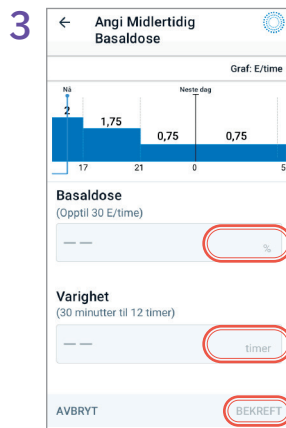 3
Angi Midlertidig
Basaldose
Graf: E/time
Nå
Neste dag
2
1,75
0,75
0,75
17
21
0
5
Basaldose
(Opptil 30 E/time)
— —
%
Varighet
(30 minutter til 12 timer)
— —
timer
AVBRYT
BEKREFT